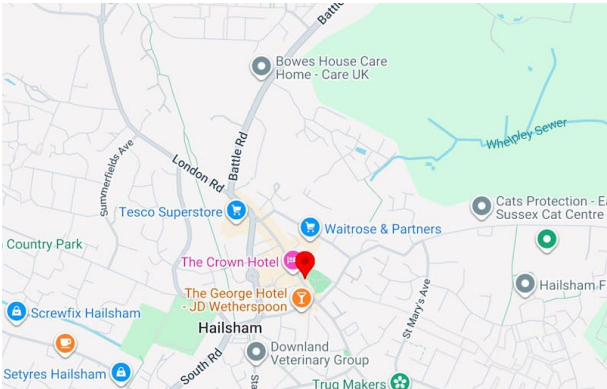 Battle
Bowes House Care
Home - Care UK
Battle Rd
Whelpley Sewer
London Rd
Summerfields Ave
Cats Protection - Ea
Sussex Cat Centre
Tesco Superstore
Waitrose & Partners
Country Park
The Crown Hotel
The George Hotel
- JD Wetherspoon
St Mary's Ave
Hailsham F
Screwfix Hailsham
Hailsham
Downland
Veterinary Group
South Rd
Setyres Hailsham
Trug Makers